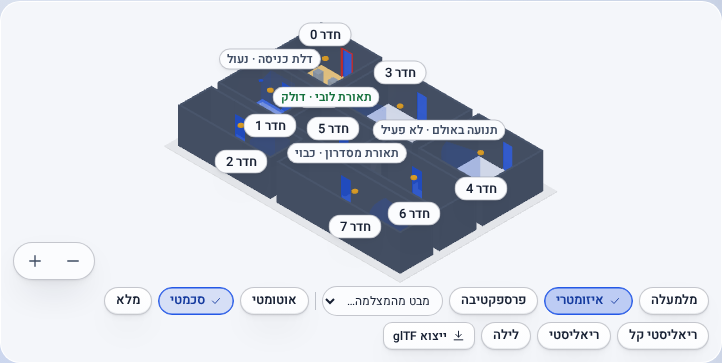 חדר 0
דלת כניסה · נעול
חדר 3
תאורת לובי · דולק
חדר 1
חדר 5
תנועה באולם · לא פעיל
תאורת מסדרון · כבוי
חדר 2
חדר 4
חדר 6
חדר 7
מלמעלה
איזומטרי
פרספקטיבה
מבט מהמצלמה...
אוטומטי
סכמטי
מלא
ריאליסטי קל
ריאליסטי
לילה
ייצוא glTF